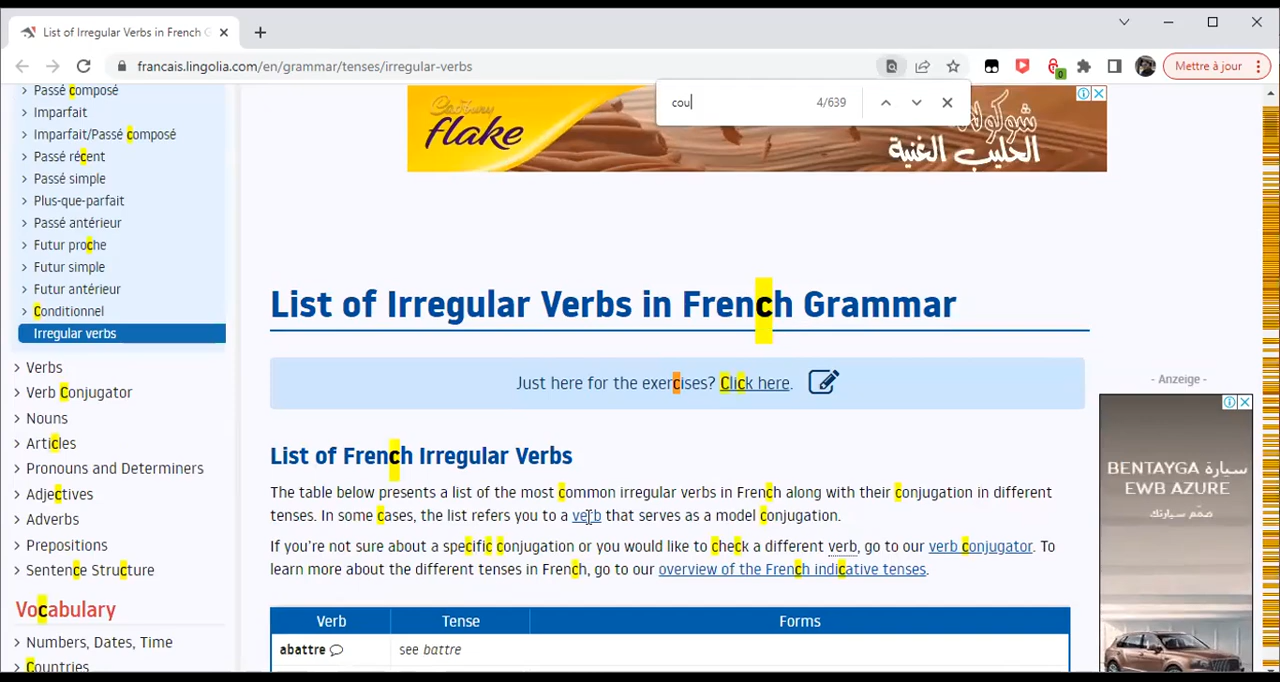 List of Irregular Verbs in French G
francais.lingolia.com/en/grammar/tenses/irregular-verbs
0
Mettre à jour
cou
4/639
Passé composé
Imparfait
Imparfait/Passé composé
Passé récent
Passé simple
Plus-que-parfait
Passé antérieur
Futur proche
Futur simple
Futur antérieur
Conditionnel
Irregular verbs
Verbs
Verb Conjugator
Nouns
Articles
Pronouns and Determiners
Adjectives
Adverbs
Prepositions
Sentence Structure
Vocabulary
Numbers, Dates, Time
Countries
Cadbury
flake
شوكولاتة
الحليب الغنية
List of Irregular Verbs in French Grammar
Just here for the exercises? Click here.
List of French Irregular Verbs
The table below presents a list of the most common irregular verbs in French along with their conjugation in different
tenses. In some cases, the list refers you to a verb that serves as a model conjugation.
If you’re not sure about a specific conjugation or you would like to check a different verb, go to our verb conjugator. To
learn more about the different tenses in French, go to our overview of the French indicative tenses.
Verb Tense Forms
abattre see battre
- Anzeige -
BENTAYGA سيارة
EWB AZURE
صمّم سيارتك